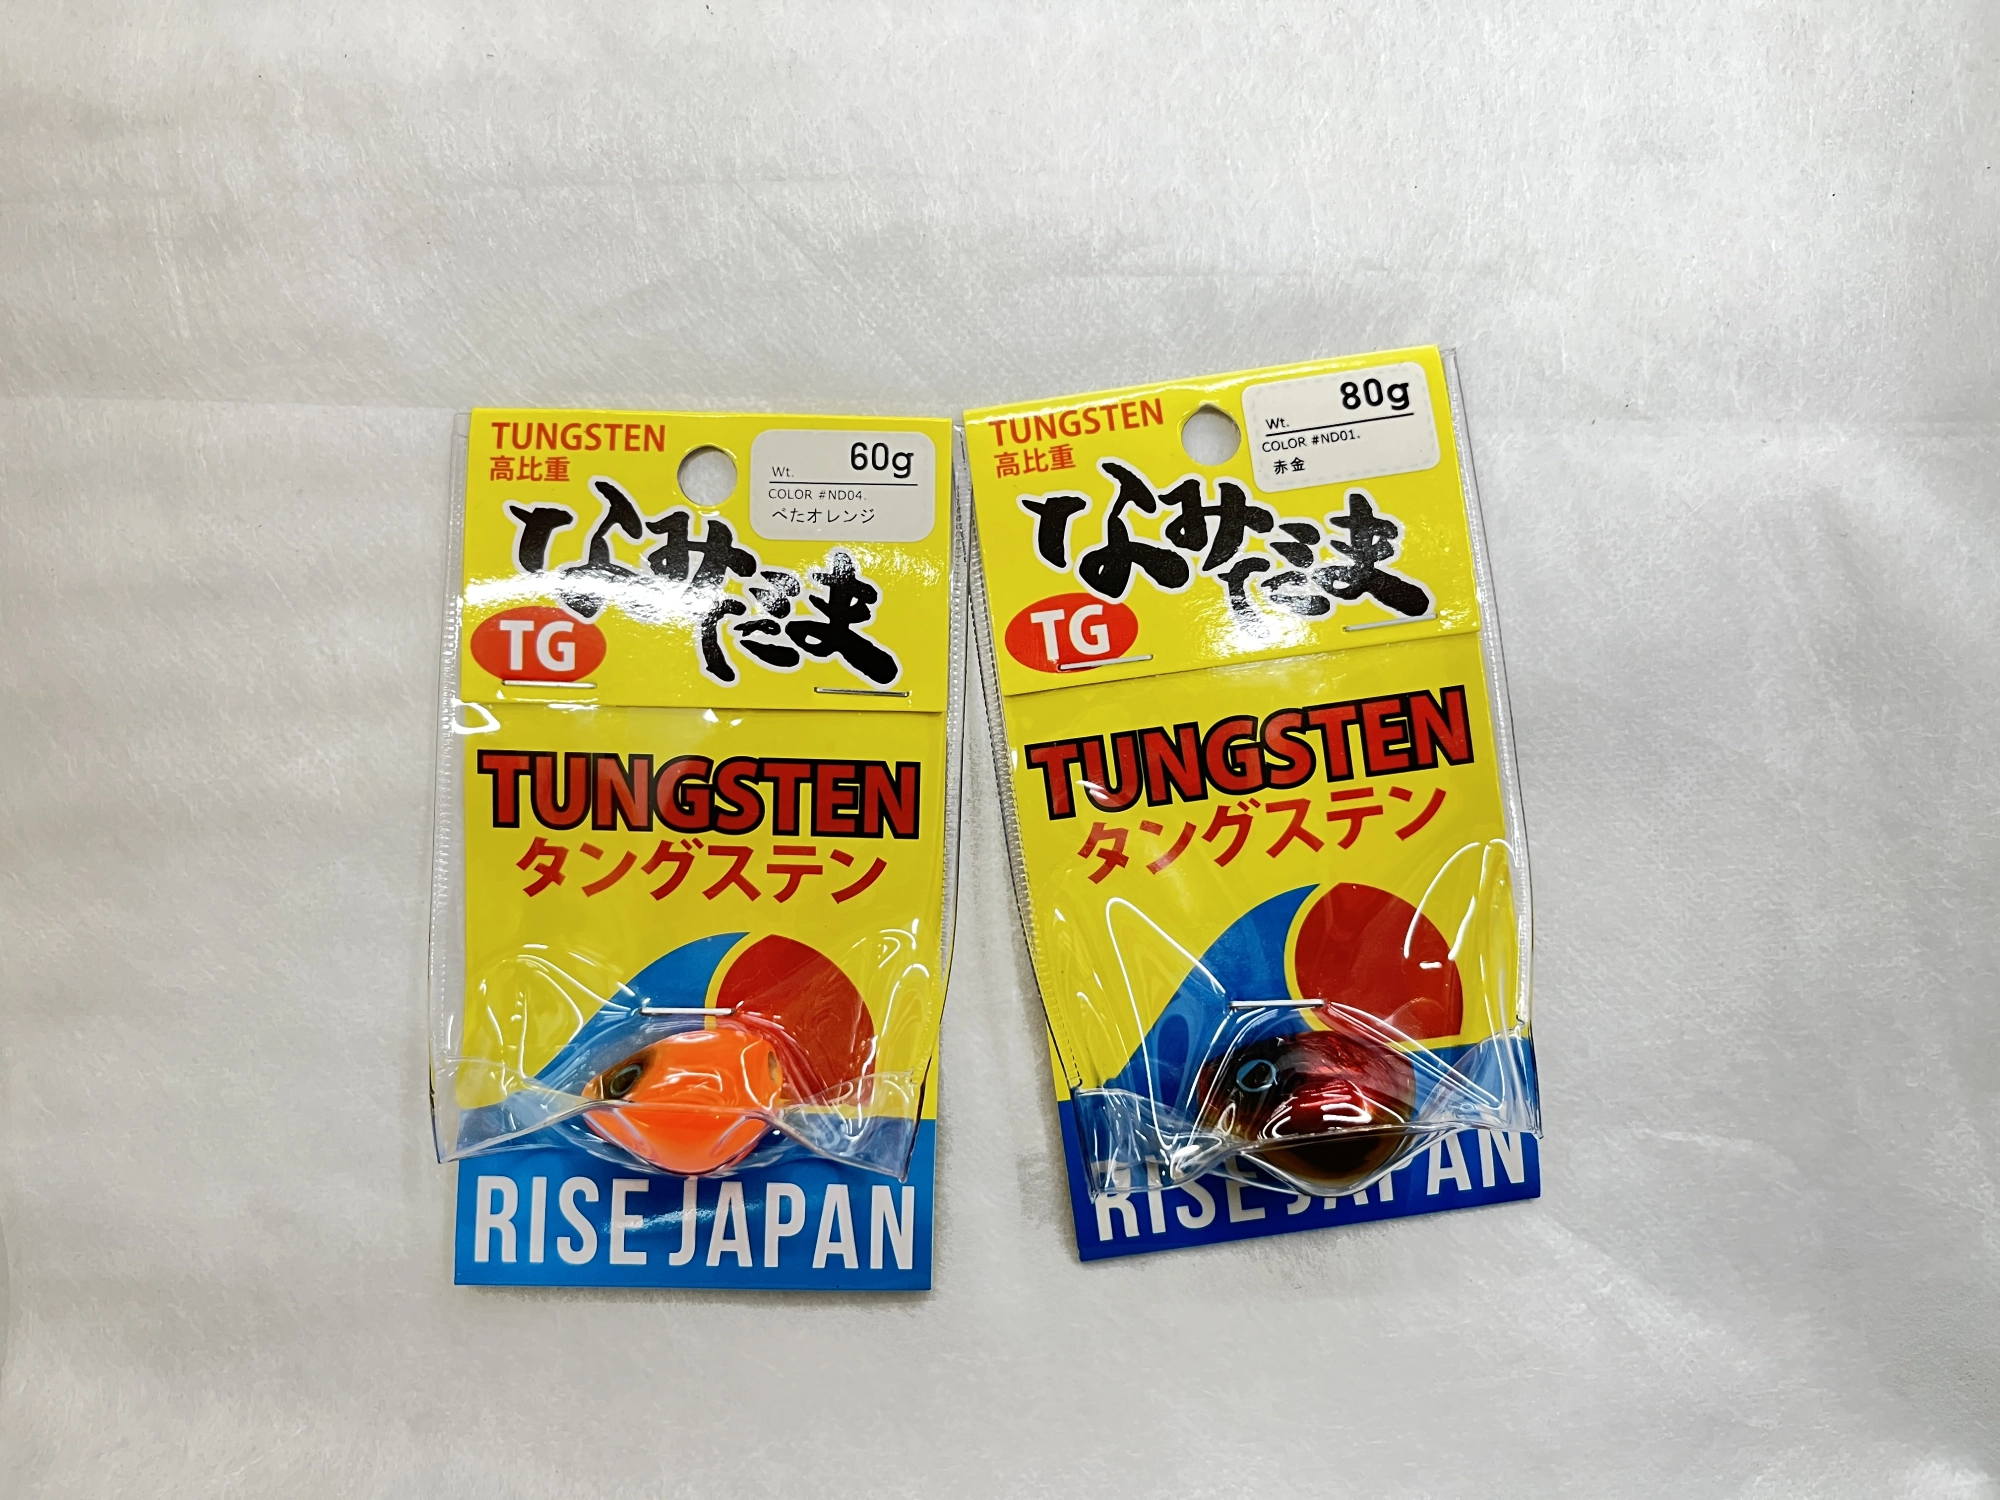 TUNGSTEN
高比重
Wt. 60g
COLOR #ND04.
べたオレンジ
なみだま
TG
TUNGSTEN
タングステン
RISE JAPAN
TUNGSTEN
高比重
Wt. 80g
COLOR #ND01.
赤金
なみだま
TG
TUNGSTEN
タングステン
RISE JAPAN